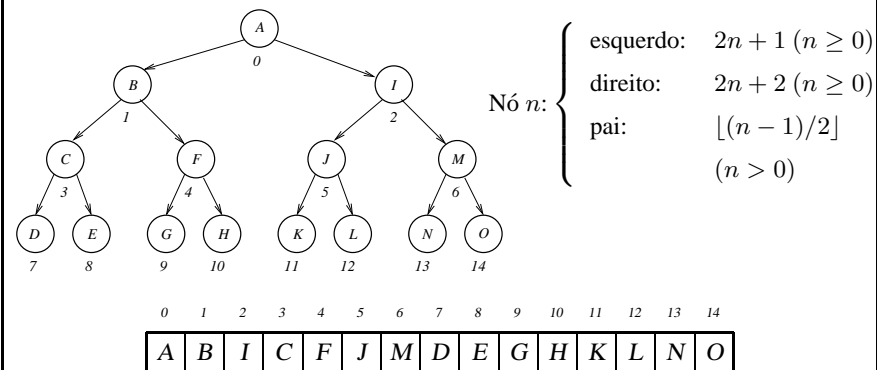 A
0
B I
1 2
C F J M
3 4 5 6
D E G H K L N O
7 8 9 10 11 12 13 14
Nó n:
esquerdo: 2n + 1 (n ≥ 0)
direito: 2n + 2 (n ≥ 0)
pai: ⌊(n − 1)/2⌋
(n > 0)
0 1 2 3 4 5 6 7 8 9 10 11 12 13 14
A B I C F J M D E G H K L N O